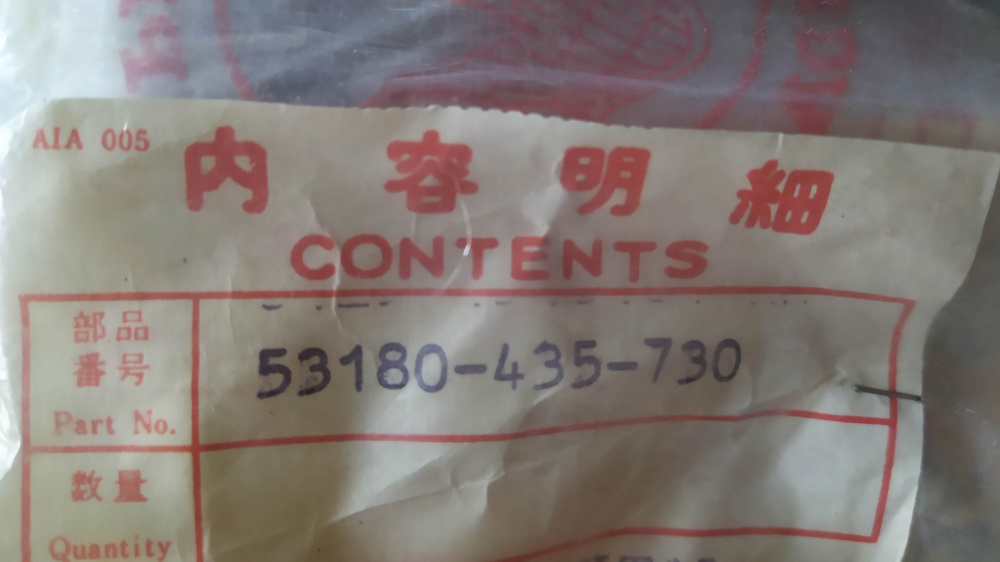 AIA 005
内容明細
CONTENTS
部品
番号
Part No.
53180-435-730
数量
Quantity